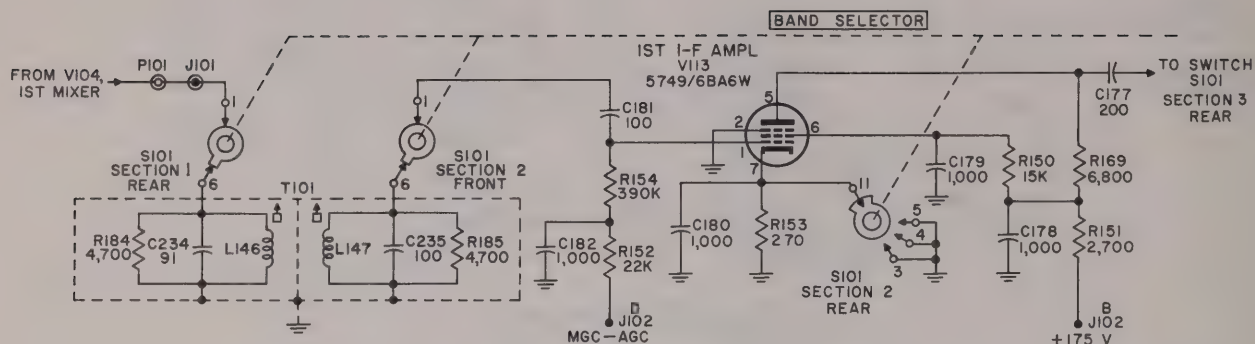 BAND SELECTOR
1ST I-F AMPL
V113
5749/6BA6W
FROM V104,
1ST MIXER
P101
J101
1
6
S101
SECTION 1
REAR
T101
R184
4,700
C234
91
L146
1
6
S101
SECTION 2
FRONT
L147
C235
100
R185
4,700
C181
100
R154
390K
C182
1,000
R152
22K
D
J102
MGC-AGC
5
2
1
6
7
C180
1,000
R153
270
11
5
4
3
S101
SECTION 2
REAR
C179
1,000
R150
15K
R169
6,800
C178
1,000
R151
2,700
B
J102
+175 V
C177
200
TO SWITCH
S101
SECTION 3
REAR